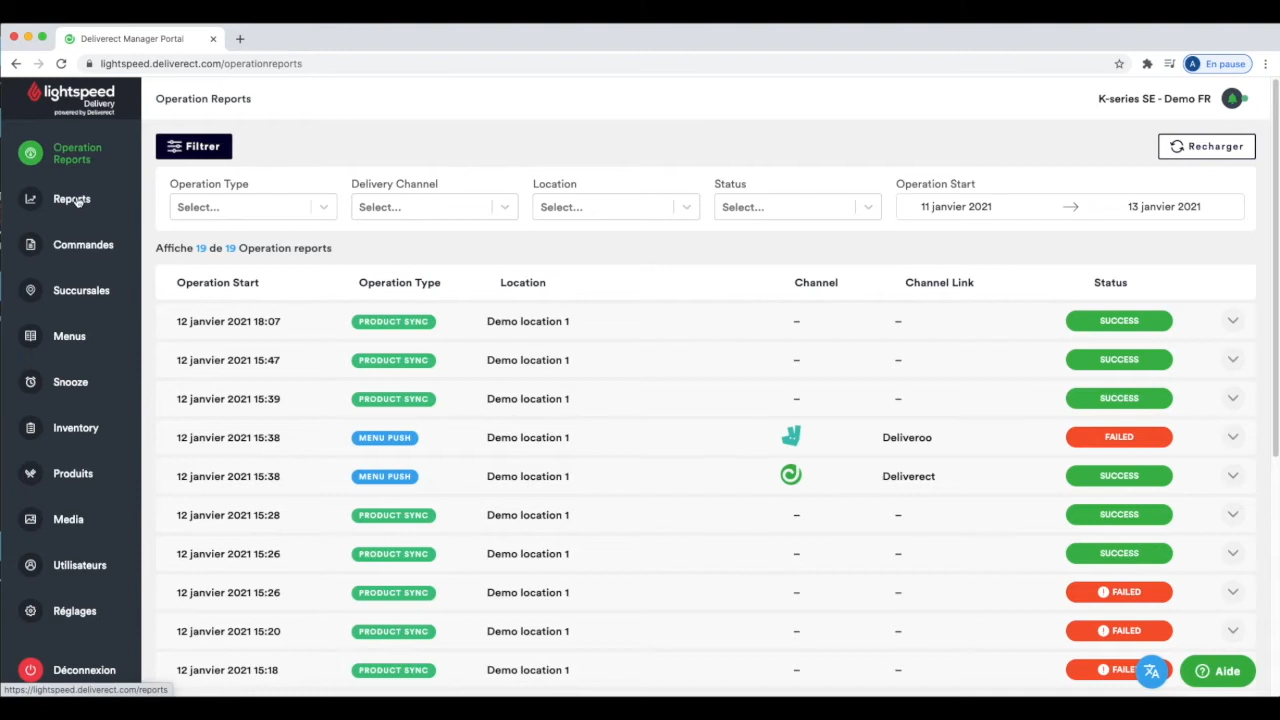 Deliverect Manager Portal
lightspeed.deliverect.com/operationreports
A En pause
lightspeed
Delivery
powered by Deliverect
Operation Reports
K-series SE - Demo FR
Operation
Reports
Reports
Commandes
Succursales
Menus
Snooze
Inventory
Produits
Media
Utilisateurs
Réglages
Déconnexion
Filtrer
Recharger
Operation Type Delivery Channel Location Status Operation Start
Select... Select... Select... Select... 11 janvier 2021 → 13 janvier 2021
Affiche 19 de 19 Operation reports
Operation Start Operation Type Location Channel Channel Link Status
12 janvier 2021 18:07 PRODUCT SYNC Demo location 1 – – SUCCESS
12 janvier 2021 15:47 PRODUCT SYNC Demo location 1 – – SUCCESS
12 janvier 2021 15:39 PRODUCT SYNC Demo location 1 – – SUCCESS
12 janvier 2021 15:38 MENU PUSH Demo location 1 Deliveroo FAILED
12 janvier 2021 15:38 MENU PUSH Demo location 1 Deliverect SUCCESS
12 janvier 2021 15:28 PRODUCT SYNC Demo location 1 – – SUCCESS
12 janvier 2021 15:26 PRODUCT SYNC Demo location 1 – – SUCCESS
12 janvier 2021 15:26 PRODUCT SYNC Demo location 1 – – FAILED
12 janvier 2021 15:20 PRODUCT SYNC Demo location 1 – – FAILED
12 janvier 2021 15:18 PRODUCT SYNC Demo location 1 – – FAILE
Aide
https://lightspeed.deliverect.com/reports